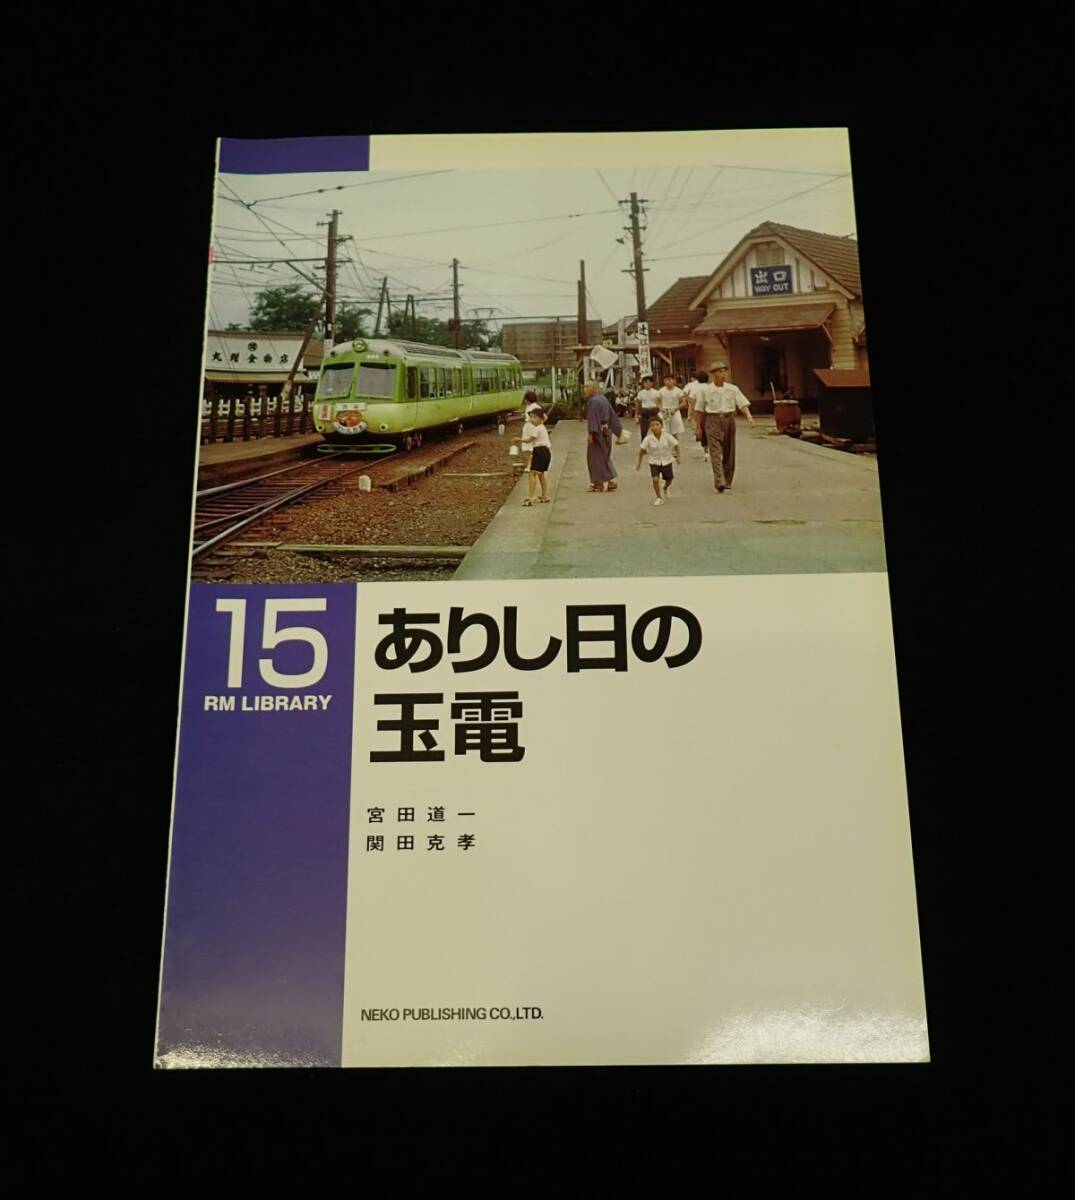 出口
WAY OUT
15
RM LIBRARY
ありし日の
玉電
宮田道一
関田克孝
NEKO PUBLISHING CO.,LTD.